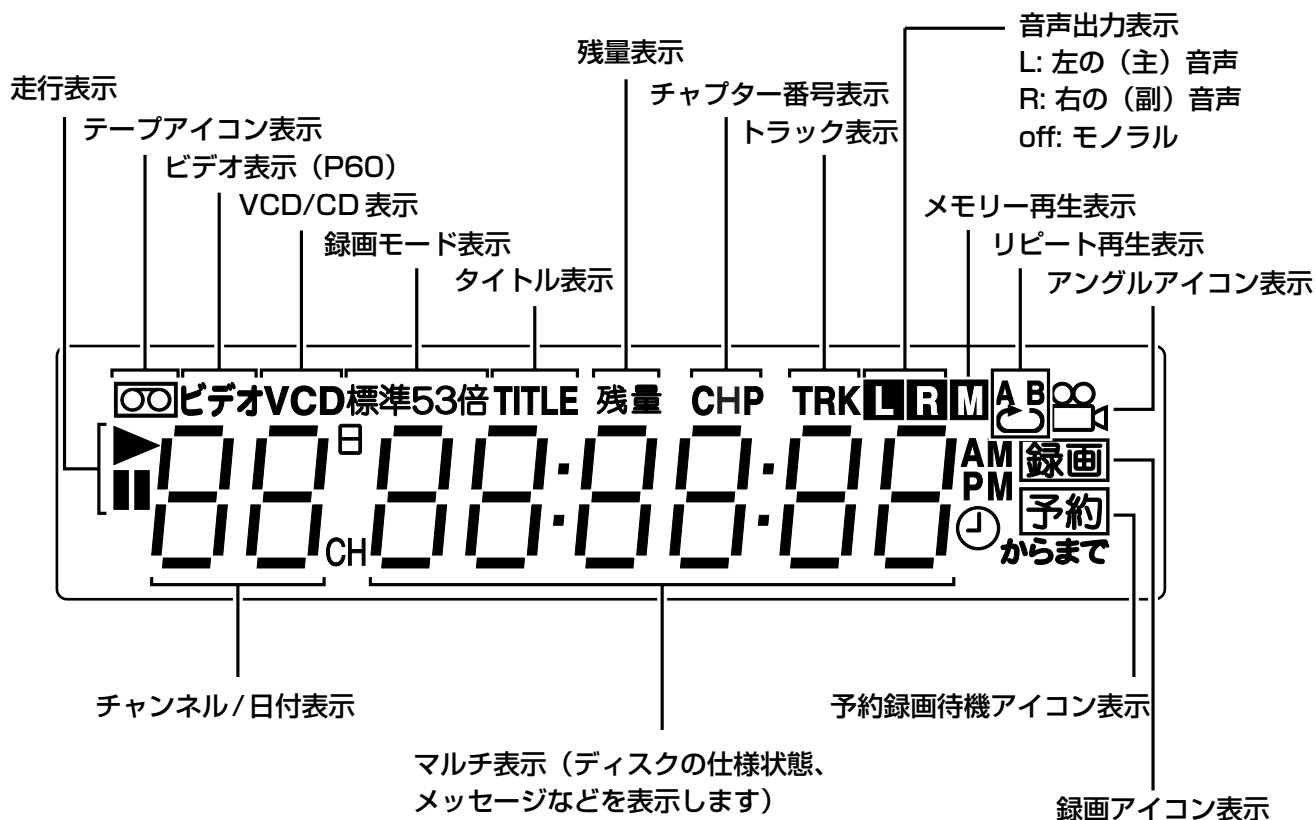 音声出力表示
L: 左の（主）音声
R: 右の（副）音声
off: モノラル
残量表示
チャプター番号表示
トラック表示
走行表示
テープアイコン表示
ビデオ表示（P60）
VCD/CD 表示
録画モード表示
タイトル表示
メモリー再生表示
リピート再生表示
アングルアイコン表示
ビデオVCD標準53倍TITLE 残量 CHP TRK L R M A B
日 AM 録画
PM
CH 予約
からまで
チャンネル/日付表示
予約録画待機アイコン表示
マルチ表示（ディスクの仕様状態、
メッセージなどを表示します）
録画アイコン表示